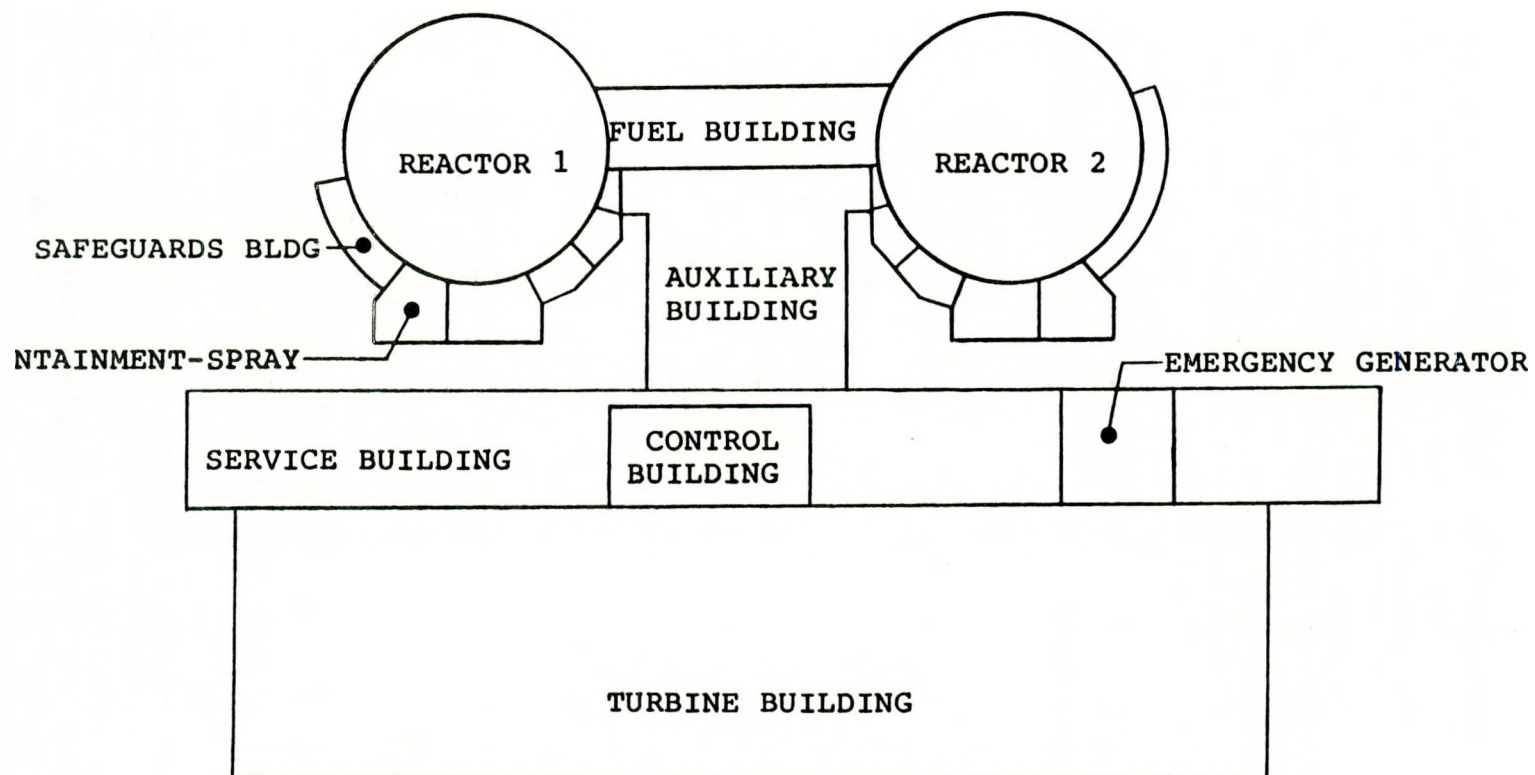 FUEL BUILDING
REACTOR 1
REACTOR 2
SAFEGUARDS BLDG
AUXILIARY
BUILDING
NTAINMENT-SPRAY
EMERGENCY GENERATOR
CONTROL
BUILDING
SERVICE BUILDING
TURBINE BUILDING